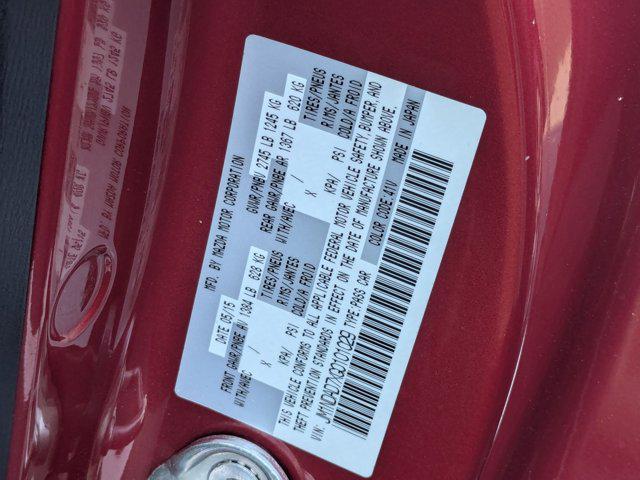 MFD. BY MAZDA MOTOR CORPORATION
DATE 05/15 GVWR/PNBV 2745 LB 1245 KG
FRONT GAWR/PNBE AV 1384 LB 628 KG REAR GAWR/PNBE AR 1367 LB 620 KG
WITH/AVEC / TIRES/PNEUS WITH/AVEC / TIRES/PNEUS
X RIMS/JANTES X RIMS/JANTES
KPA/ PSI COLD/A FROID KPA/ PSI COLD/A FROID
THIS VEHICLE CONFORMS TO ALL APPLICABLE FEDERAL MOTOR VEHICLE SAFETY, BUMPER, AND
THEFT PREVENTION STANDARDS IN EFFECT ON THE DATE OF MANUFACTURE SHOWN ABOVE.
VIN: TYPE:PASS CAR COLOR CODE:41V MADE IN JAPAN